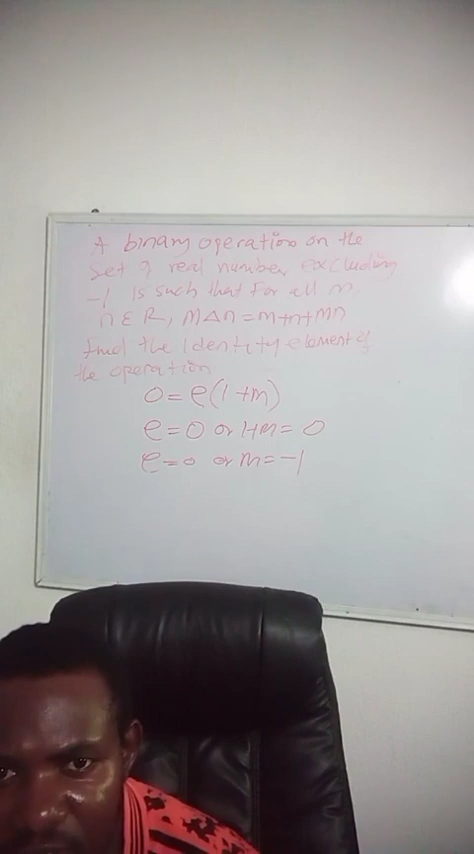 A binary operation on the
set of real number excluding
-1 is such that for all m,
n ∈ R, m∆n = m+n+mn
find the identity element of
the operation
0 = e(1+m)
e=0 or 1+m= 0
e=0 or m=-1